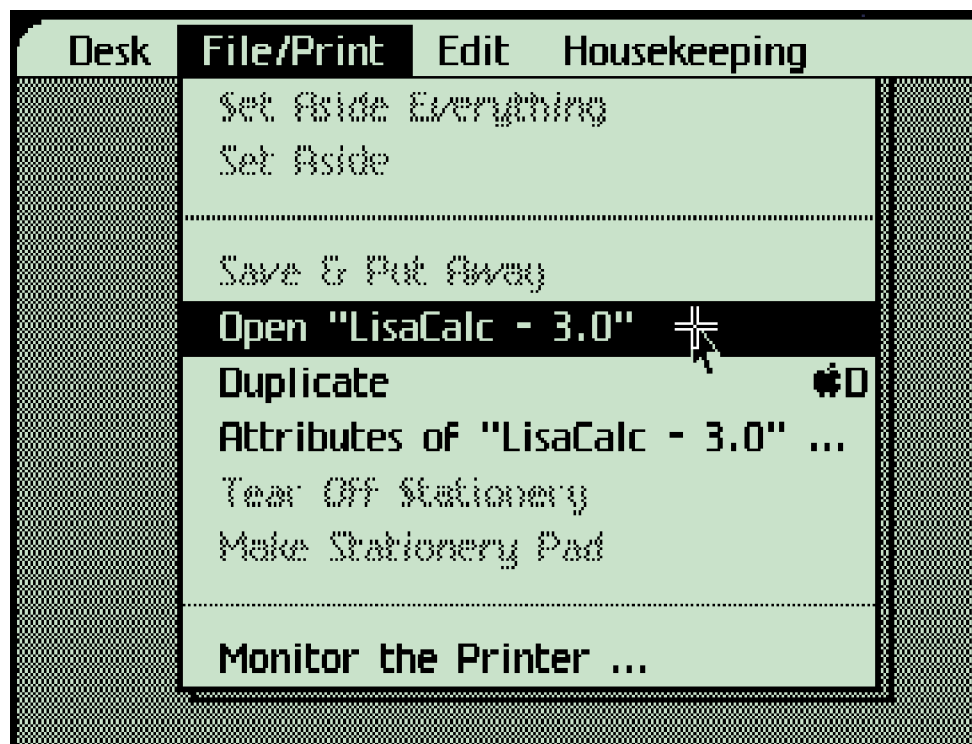 Desk File/Print Edit Housekeeping
Set Aside Everything
Set Aside
Save & Put Away
Open "LisaCalc - 3.0"
Duplicate D
Attributes of "LisaCalc - 3.0" ...
Tear Off Stationery
Make Stationery Pad
Monitor the Printer ...